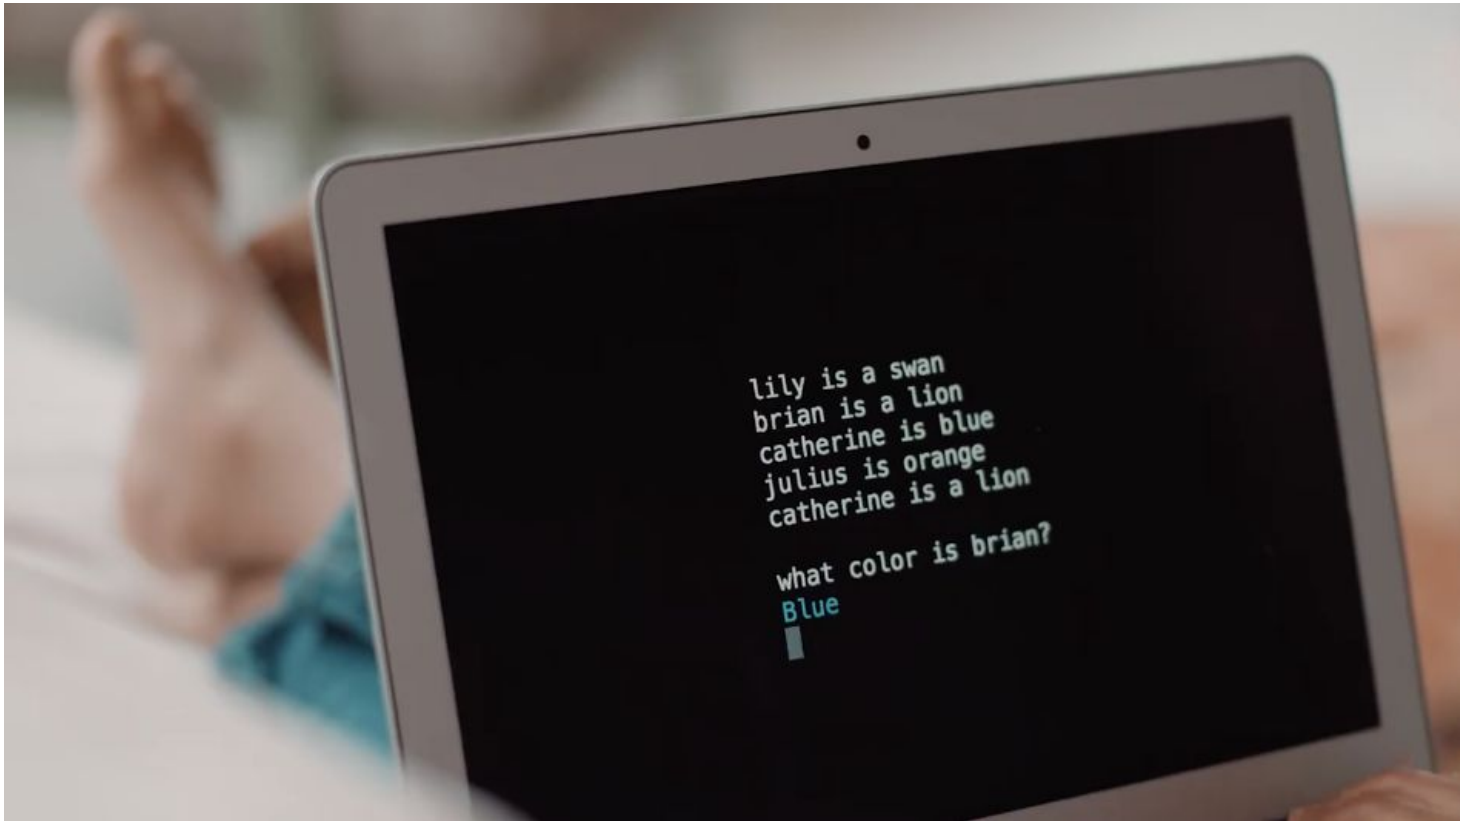 lily is a swan
brian is a lion
catherine is blue
julius is orange
catherine is a lion
what color is brian?
Blue